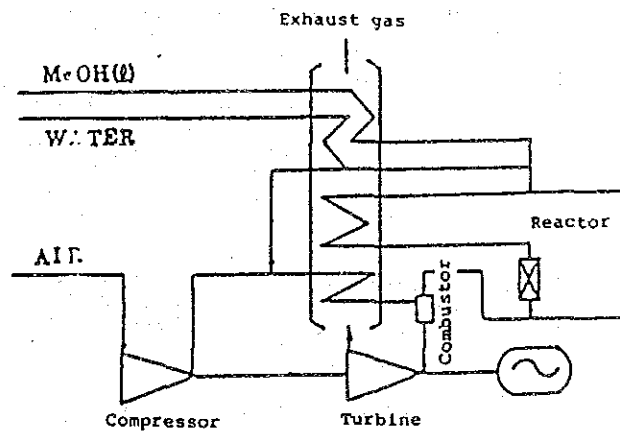 Exhaust gas
MeOH(ℓ)
WATER
Reactor
AIR
Combustor
Compressor
Turbine